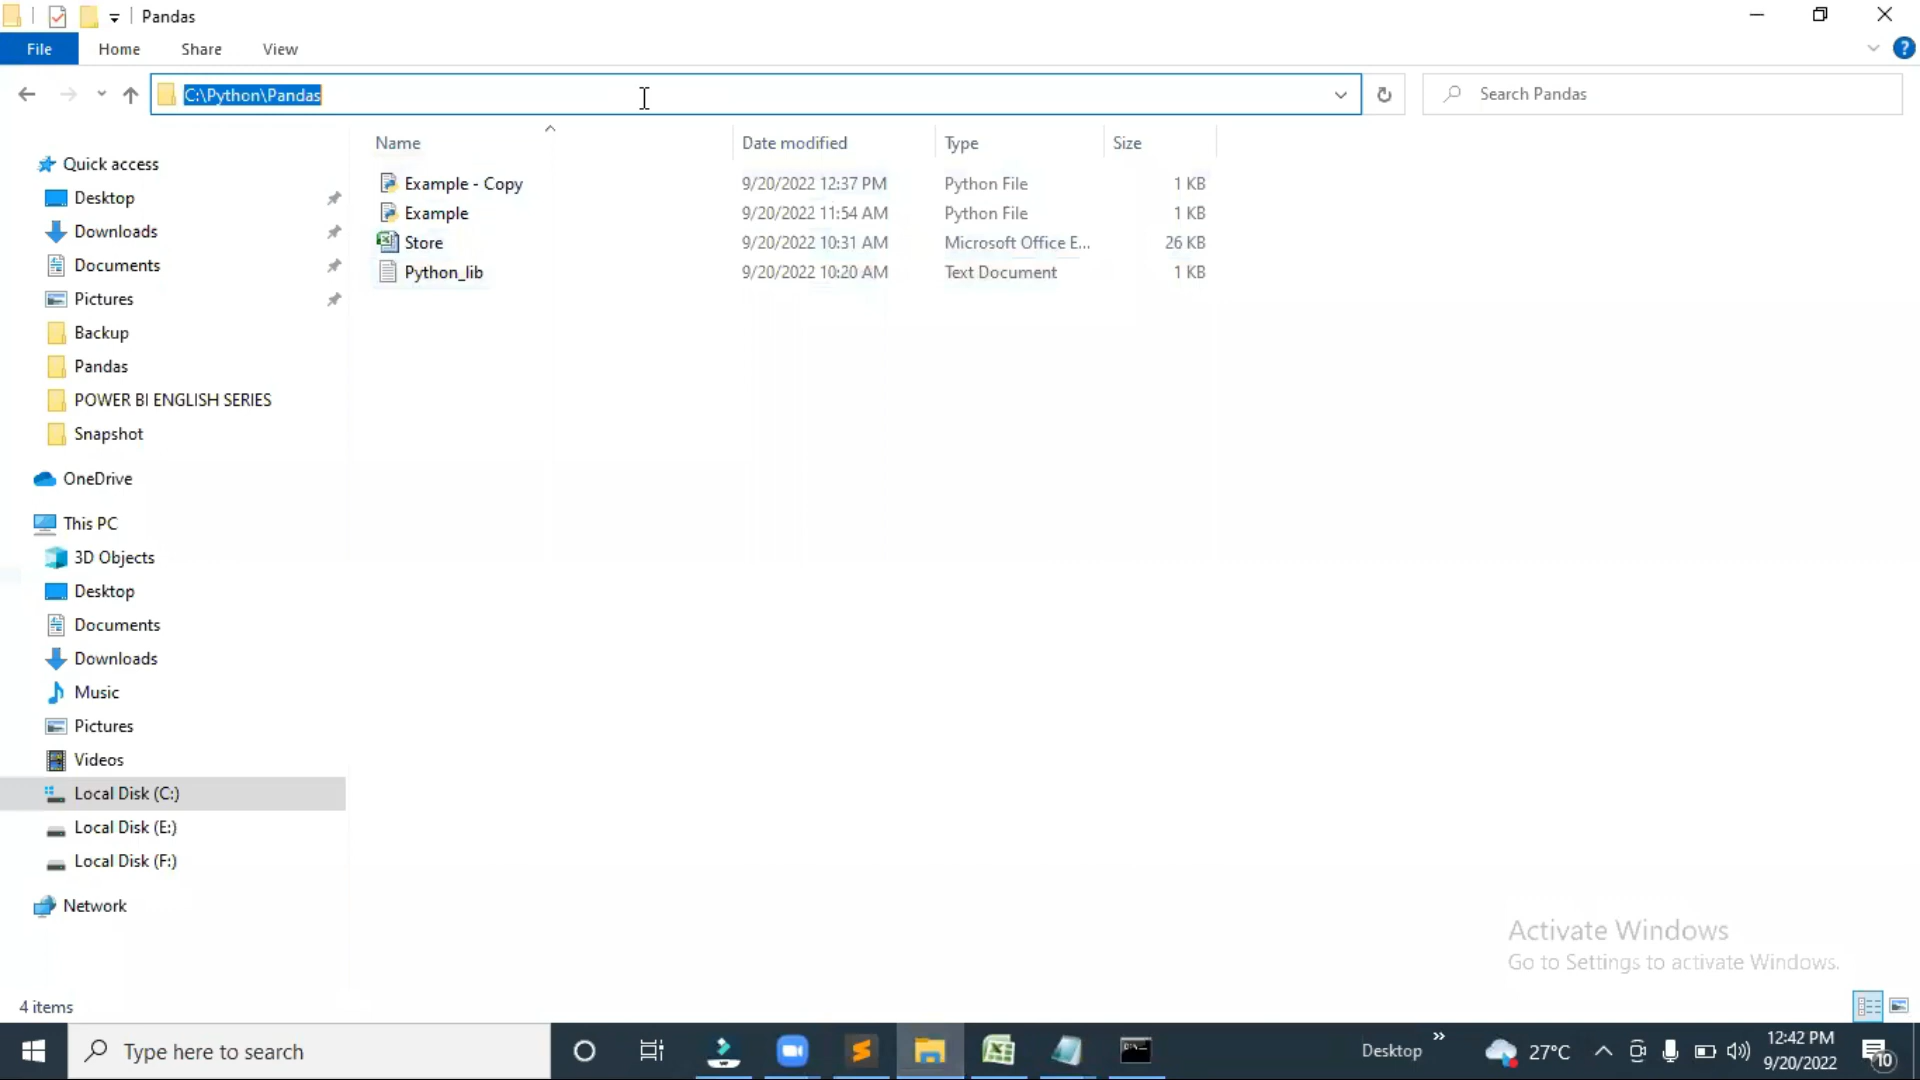 Pandas
File Home Share View
C:\Python\Pandas
Search Pandas
Name Date modified Type Size
Example - Copy 9/20/2022 12:37 PM Python File 1 KB
Example 9/20/2022 11:54 AM Python File 1 KB
Store 9/20/2022 10:31 AM Microsoft Office E... 26 KB
Python_lib 9/20/2022 10:20 AM Text Document 1 KB
Quick access
Desktop
Downloads
Documents
Pictures
Backup
Pandas
POWER BI ENGLISH SERIES
Snapshot
OneDrive
This PC
3D Objects
Desktop
Documents
Downloads
Music
Pictures
Videos
Local Disk (C:)
Local Disk (E:)
Local Disk (F:)
Network
Activate Windows
Go to Settings to activate Windows.
4 items
Type here to search
Desktop
27°C
12:42 PM
9/20/2022
10